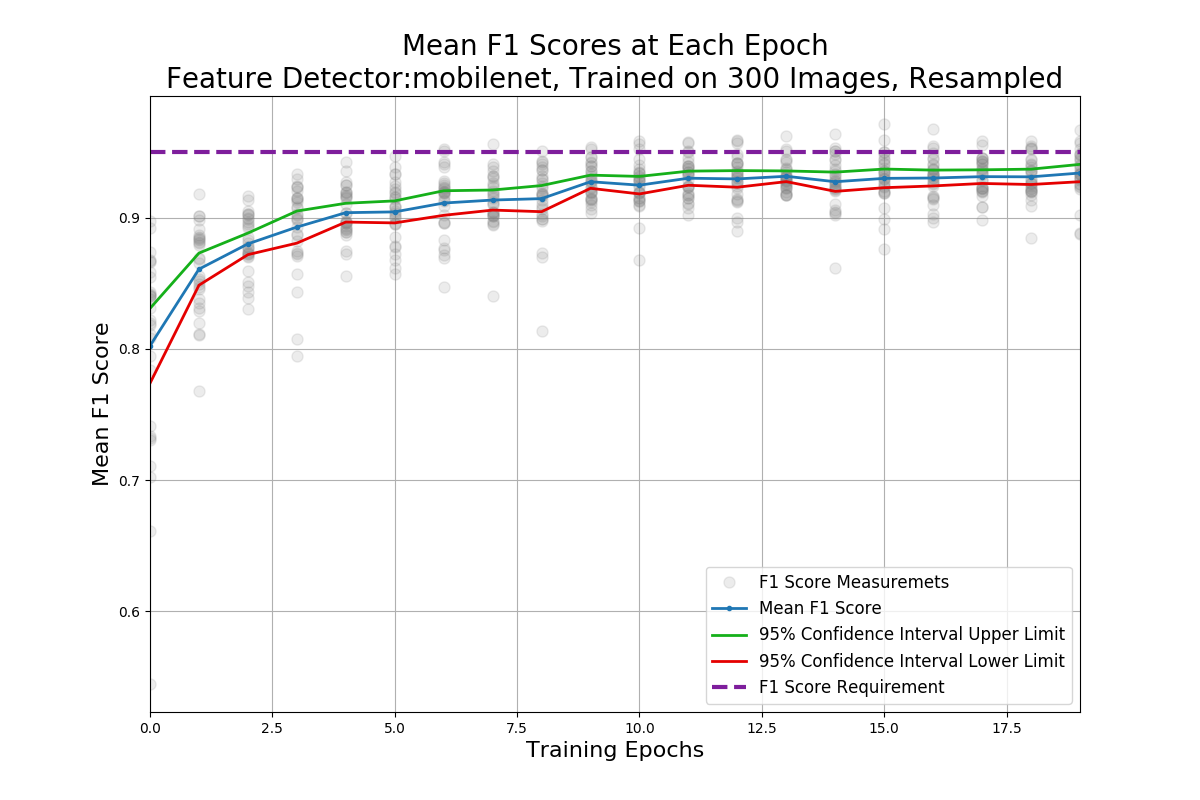 Mean F1 Scores at Each Epoch
Feature Detector:mobilenet, Trained on 300 Images, Resampled
Mean F1 Score
0.9
0.8
0.7
0.6
F1 Score Measuremets
Mean F1 Score
95% Confidence Interval Upper Limit
95% Confidence Interval Lower Limit
F1 Score Requirement
0.0 2.5 5.0 7.5 10.0 12.5 15.0 17.5
Training Epochs